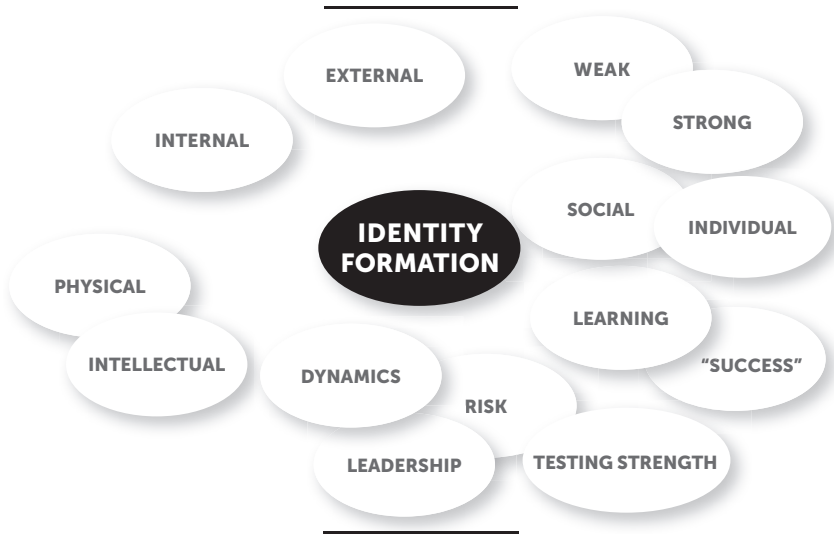 EXTERNAL
WEAK
STRONG
INTERNAL
SOCIAL
INDIVIDUAL
IDENTITY
FORMATION
PHYSICAL
LEARNING
INTELLECTUAL
"SUCCESS"
DYNAMICS
RISK
LEADERSHIP
TESTING STRENGTH